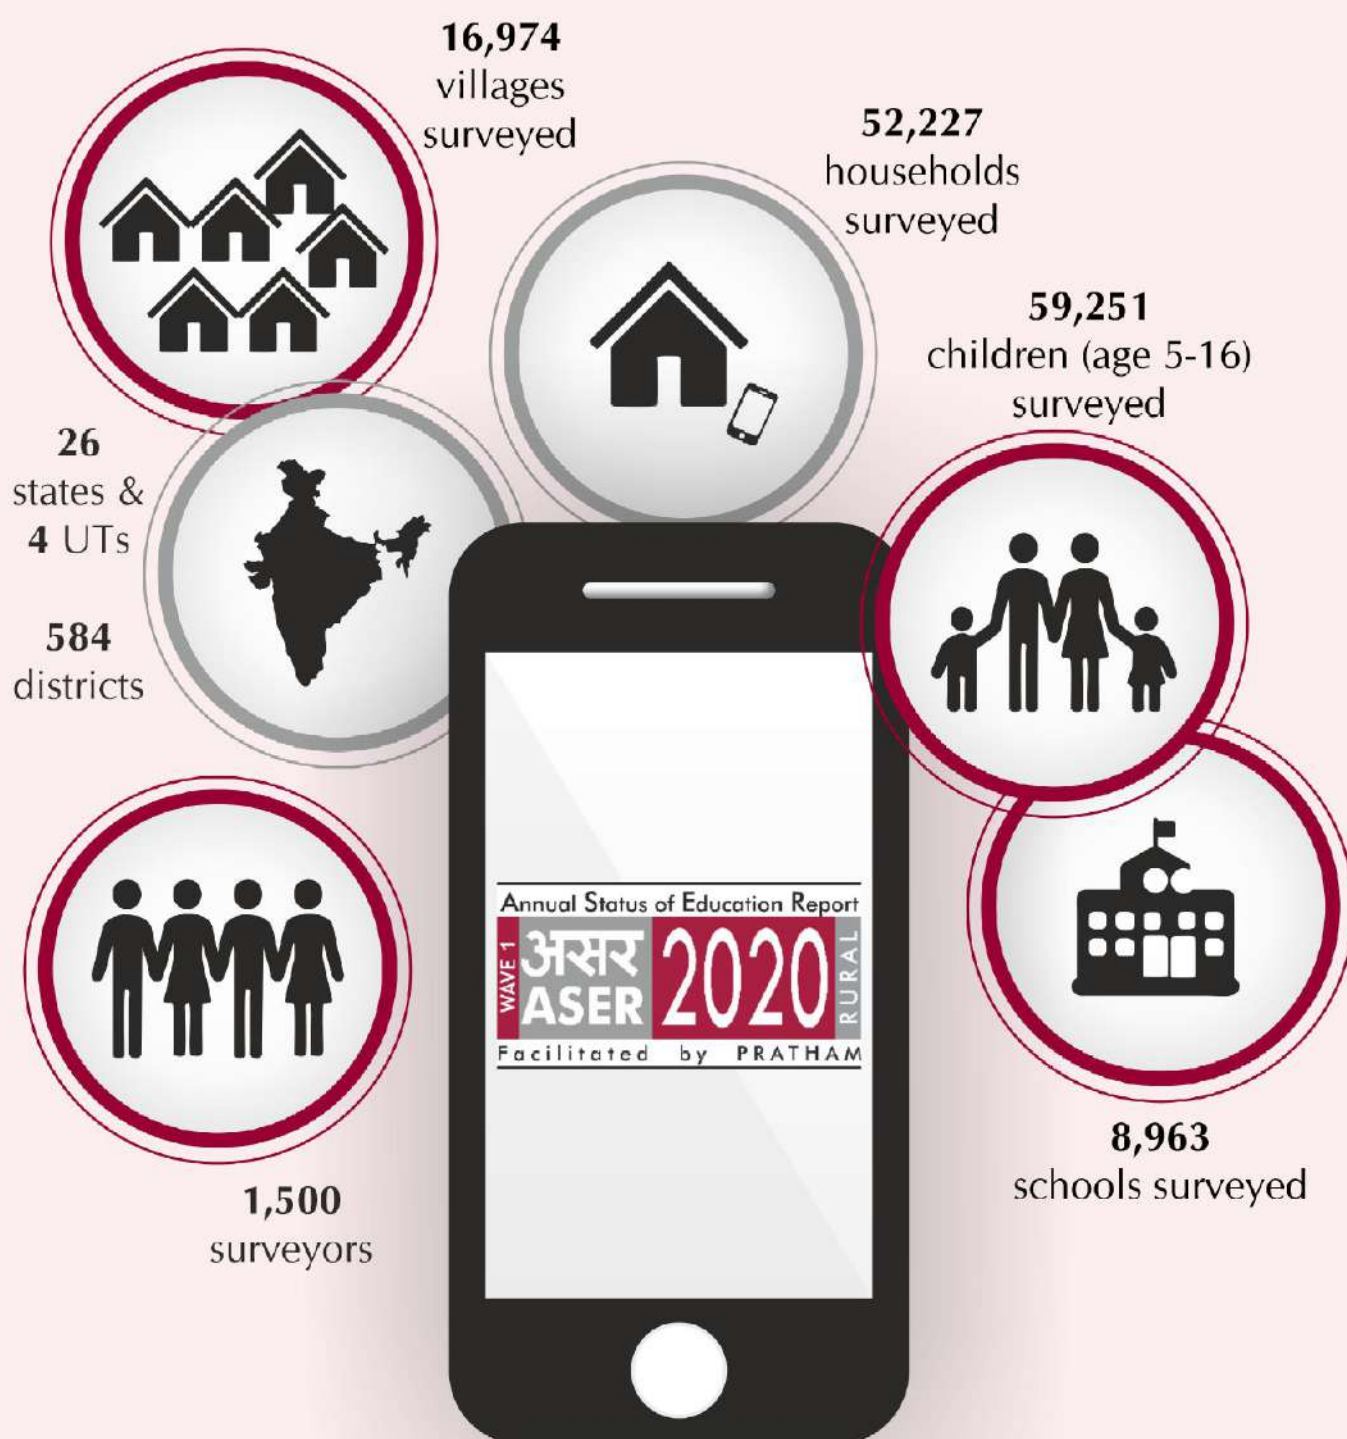 16,974
villages
surveyed
52,227
households
surveyed
59,251
children (age 5-16)
surveyed
26
states &
4 UTs
584
districts
Annual Status of Education Report
WAVE 1
असर
ASER
2020
RURAL
Facilitated by PRATHAM
8,963
schools surveyed
1,500
surveyors